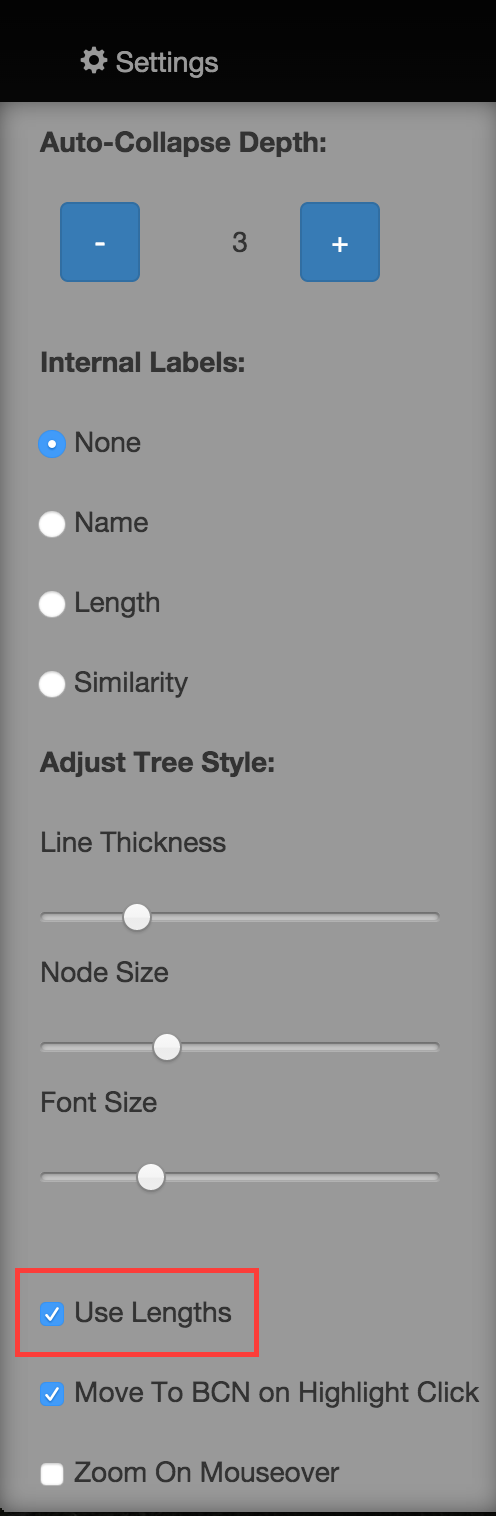 Settings
Auto-Collapse Depth:
- 3 +
Internal Labels:
None
Name
Length
Similarity
Adjust Tree Style:
Line Thickness
Node Size
Font Size
Use Lengths
Move To BCN on Highlight Click
Zoom On Mouseover